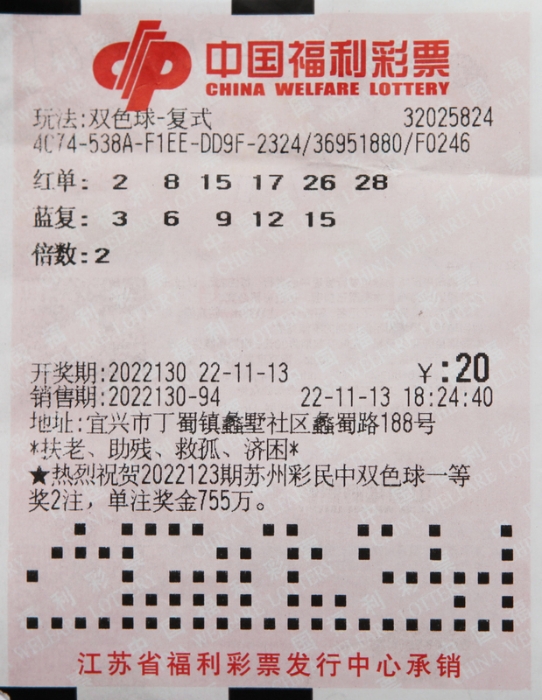 中国福利彩票
CHINA WELFARE LOTTERY
玩法:双色球-复式 32025824
4C74-538A-F1EE-DD9F-2324/36951880/F0246
红单: 2 8 15 17 26 28
蓝复: 3 6 9 12 15
倍数:2
开奖期:2022130 22-11-13 ¥:20
销售期:2022130-94 22-11-13 18:24:40
地址:宜兴市丁蜀镇蠡墅社区蠡蜀路188号
*扶老、助残、救孤、济困*
★热烈祝贺2022123期苏州彩民中双色球一等
奖2注，单注奖金755万。
江苏省福利彩票发行中心承销